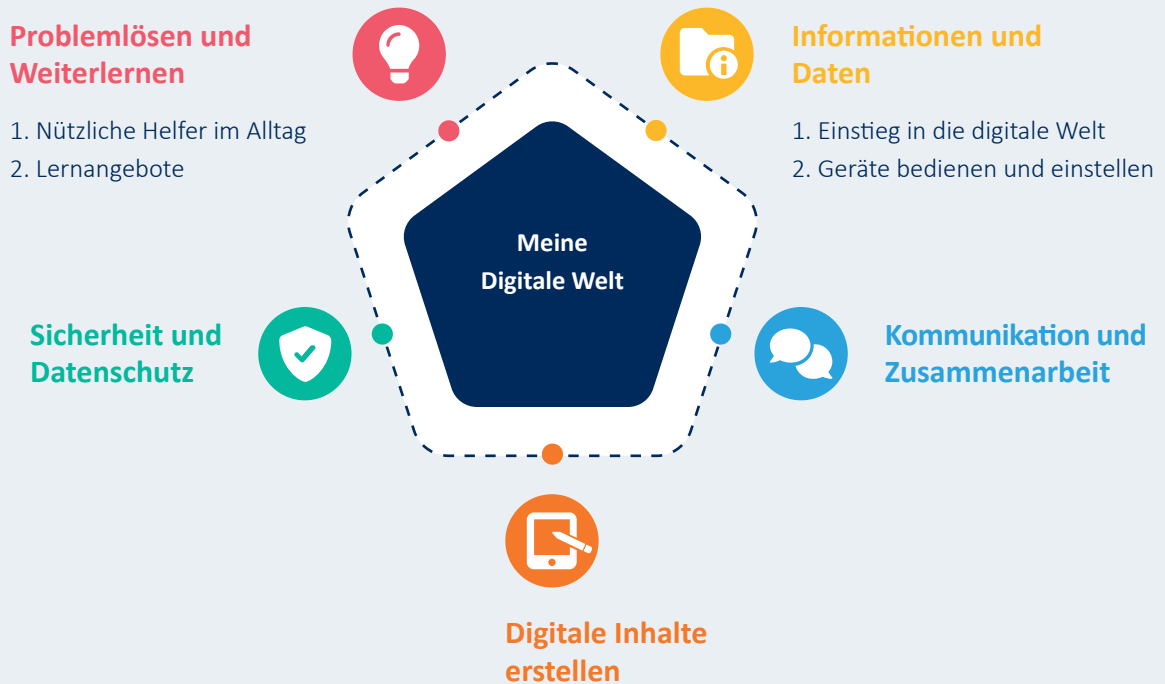 Problemlösen und
Weiterlernen
1. Nützliche Helfer im Alltag
2. Lernangebote
Informationen und
Daten
1. Einstieg in die digitale Welt
2. Geräte bedienen und einstellen
Meine
Digitale Welt
Sicherheit und
Datenschutz
Kommunikation und
Zusammenarbeit
Digitale Inhalte
erstellen